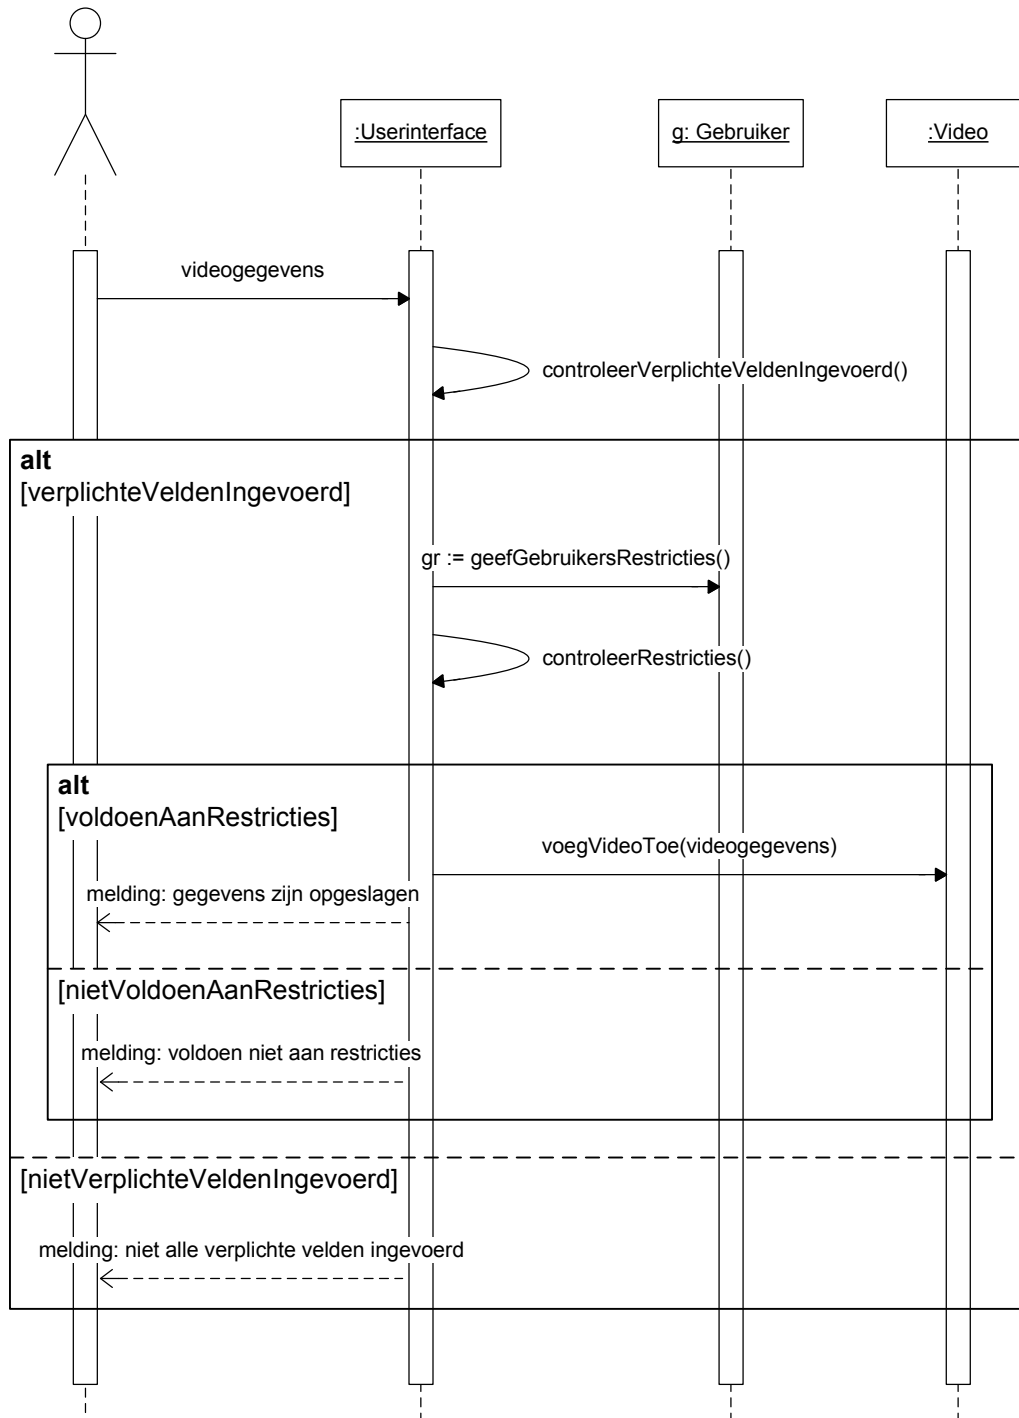 :Userinterface
g: Gebruiker
:Video
videogegevens
controleerVerplichteVeldenIngevoerd()
alt
[verplichteVeldenIngevoerd]
gr := geefGebruikersRestricties()
controleerRestricties()
alt
[voldoenAanRestricties]
voegVideoToe(videogegevens)
melding: gegevens zijn opgeslagen
[nietVoldoenAanRestricties]
melding: voldoen niet aan restricties
[nietVerplichteVeldenIngevoerd]
melding: niet alle verplichte velden ingevoerd